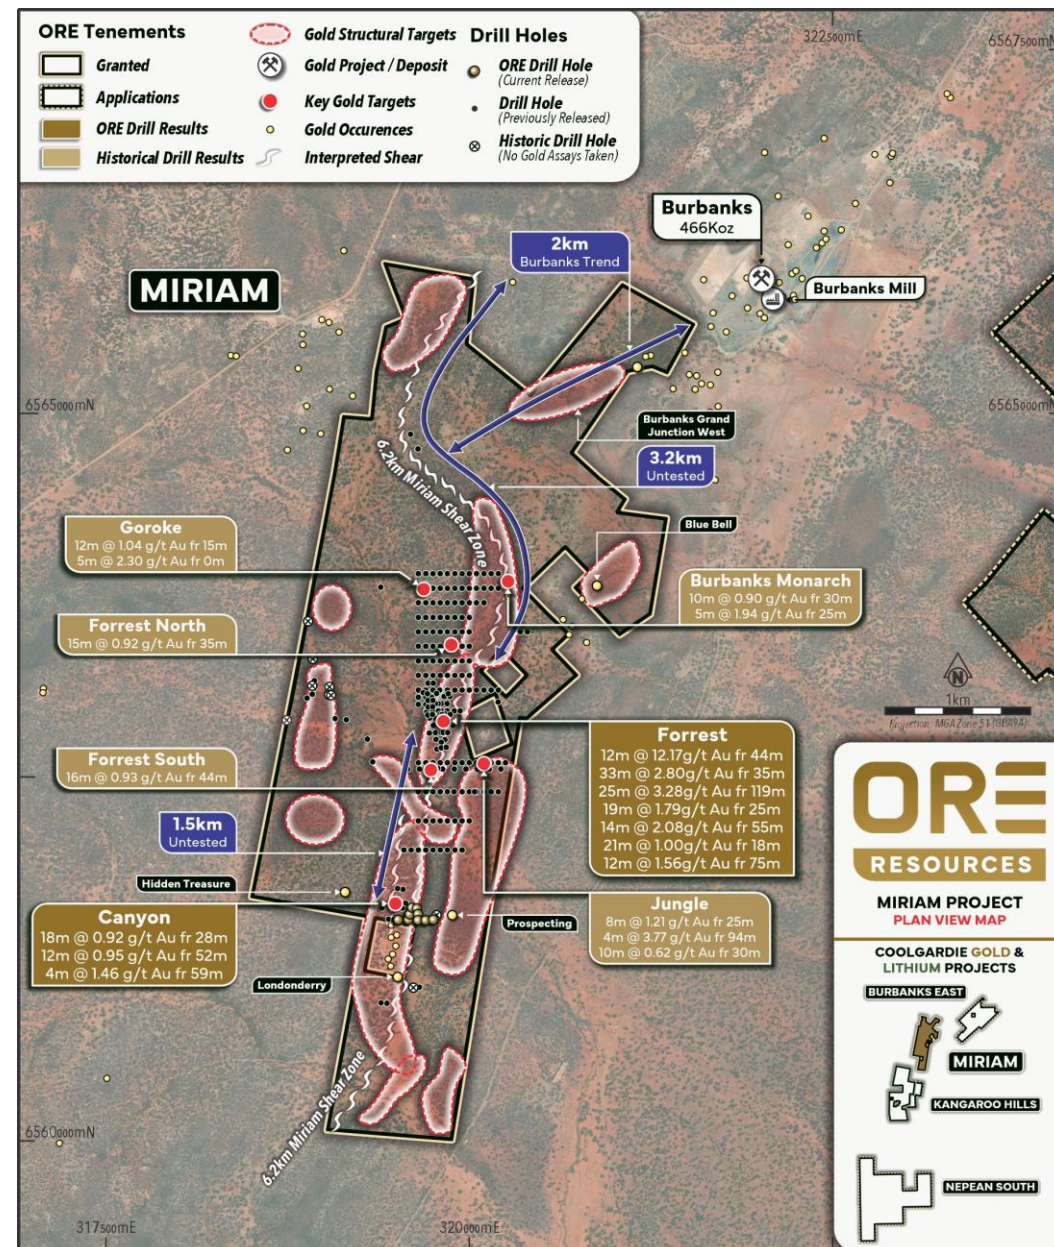 ORE Tenements
Granted
Applications
ORE Drill Results
Historical Drill Results
Gold Structural Targets
Gold Project / Deposit
Key Gold Targets
Gold Occurences
Interpreted Shear
Drill Holes
ORE Drill Hole
(Current Release)
Drill Hole
(Previously Released)
Historic Drill Hole
(No Gold Assays Taken)
322500mE
6567500mN
MIRIAM
2km
Burbanks Trend
Burbanks
466Koz
Burbanks Mill
6565000mN
6565000mN
Burbanks Grand
Junction West
3.2km
Untested
6.2km Miriam Shear Zone
Goroke
12m @ 1.04 g/t Au fr 15m
5m @ 2.30 g/t Au fr 0m
Blue Bell
Burbanks Monarch
10m @ 0.90 g/t Au fr 30m
5m @ 1.94 g/t Au fr 25m
Forrest North
15m @ 0.92 g/t Au fr 35m
N
1km
Projection: MGA Zone 51 (GDA94)
Forrest South
16m @ 0.93 g/t Au fr 44m
Forrest
12m @ 12.17g/t Au fr 44m
33m @ 2.80g/t Au fr 35m
25m @ 3.28g/t Au fr 119m
19m @ 1.79g/t Au fr 25m
14m @ 2.08g/t Au fr 55m
21m @ 1.00g/t Au fr 18m
12m @ 1.56g/t Au fr 75m
1.5km
Untested
Hidden Treasure
Canyon
18m @ 0.92 g/t Au fr 28m
12m @ 0.95 g/t Au fr 52m
4m @ 1.46 g/t Au fr 59m
Prospecting
Jungle
8m @ 1.21 g/t Au fr 25m
4m @ 3.77 g/t Au fr 94m
10m @ 0.62 g/t Au fr 30m
Londonderry
6.2km Miriam Shear Zone
6560000mN
317500mE
320000mE
ORE
RESOURCES
MIRIAM PROJECT
PLAN VIEW MAP
COOLGARDIE GOLD &
LITHIUM PROJECTS
BURBANKS EAST
MIRIAM
KANGAROO HILLS
NEPEAN SOUTH